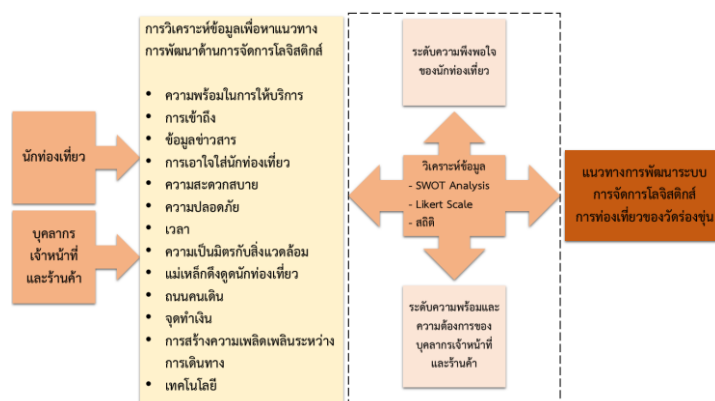 นักท่องเที่ยว
บุคลากร
เจ้าหน้าที่
และร้านค้า
การวิเคราะห์ข้อมูลเพื่อหาแนวทาง
การพัฒนาด้านการจัดการโลจิสติกส์
• ความพร้อมในการให้บริการ
• การเข้าถึง
• ข้อมูลข่าวสาร
• การเอาใจใส่นักท่องเที่ยว
• ความสะดวกสบาย
• ความปลอดภัย
• เวลา
• ความเป็นมิตรกับสิ่งแวดล้อม
• แม่เหล็กดึงดูดนักท่องเที่ยว
• ถนนคนเดิน
• จุดทำเงิน
• การสร้างความเพลิดเพลินระหว่าง
การเดินทาง
• เทคโนโลยี
ระดับความพึงพอใจ
ของนักท่องเที่ยว
วิเคราะห์ข้อมูล
- SWOT Analysis
- Likert Scale
- สถิติ
ระดับความพร้อมและ
ความต้องการของ
บุคลากรเจ้าหน้าที่
และร้านค้า
แนวทางการพัฒนาระบบ
การจัดการโลจิสติกส์
การท่องเที่ยวของวัดร่องขุ่น